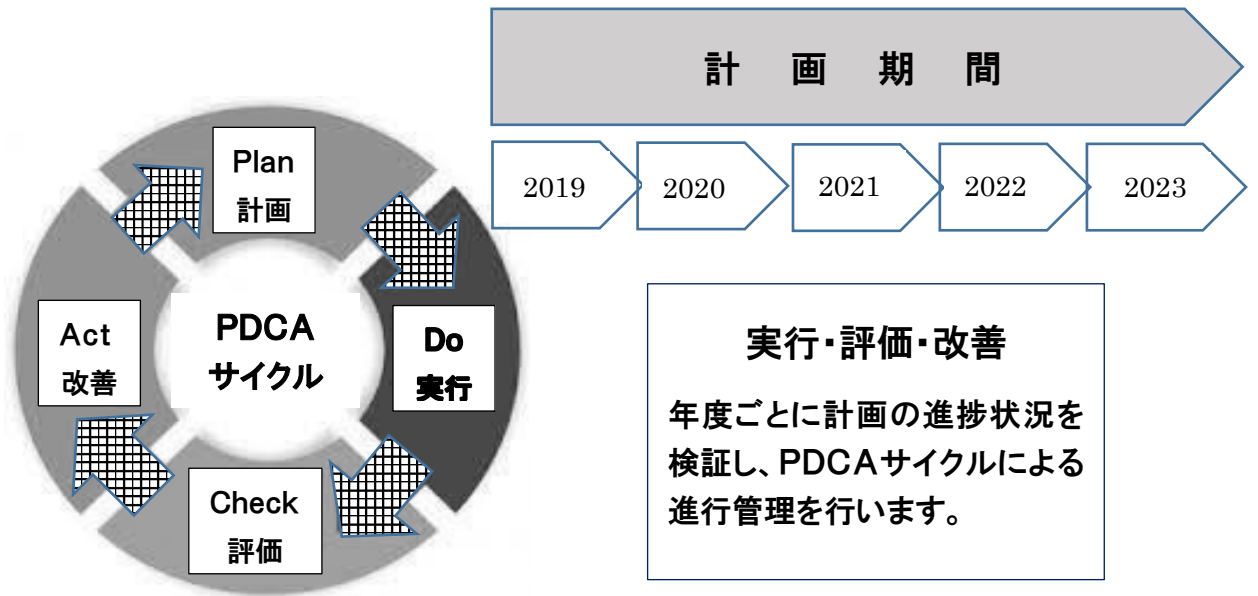 計 画 期 間
2019
2020
2021
2022
2023
Plan
計画
Do
実行
Check
評価
Act
改善
PDCA
サイクル
実行・評価・改善
年度ごとに計画の進捗状況を
検証し、PDCAサイクルによる
進行管理を行います。